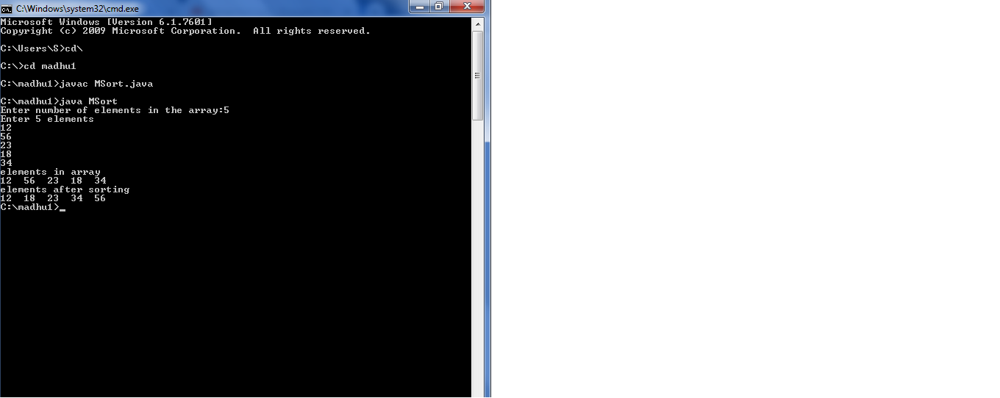 C:\Windows\system32\cmd.exe
Microsoft Windows [Version 6.1.7601]
Copyright (c) 2009 Microsoft Corporation.  All rights reserved.
C:\Users\S>cd\
C:\>cd madhu1
C:\madhu1>javac MSort.java
C:\madhu1>java MSort
Enter number of elements in the array:5
Enter 5 elements
12
56
23
18
34
elements in array
12  56  23  18  34
elements after sorting
12  18  23  34  56
C:\madhu1>_